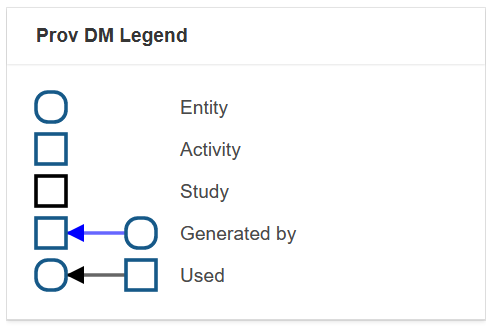 Prov DM Legend
Entity
Activity
Study
Generated by
Used